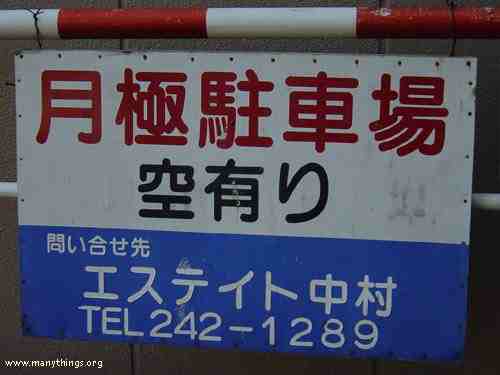 月極駐車場
空有り
問い合せ先
エステイト中村
TEL242-1289
www.manythings.org